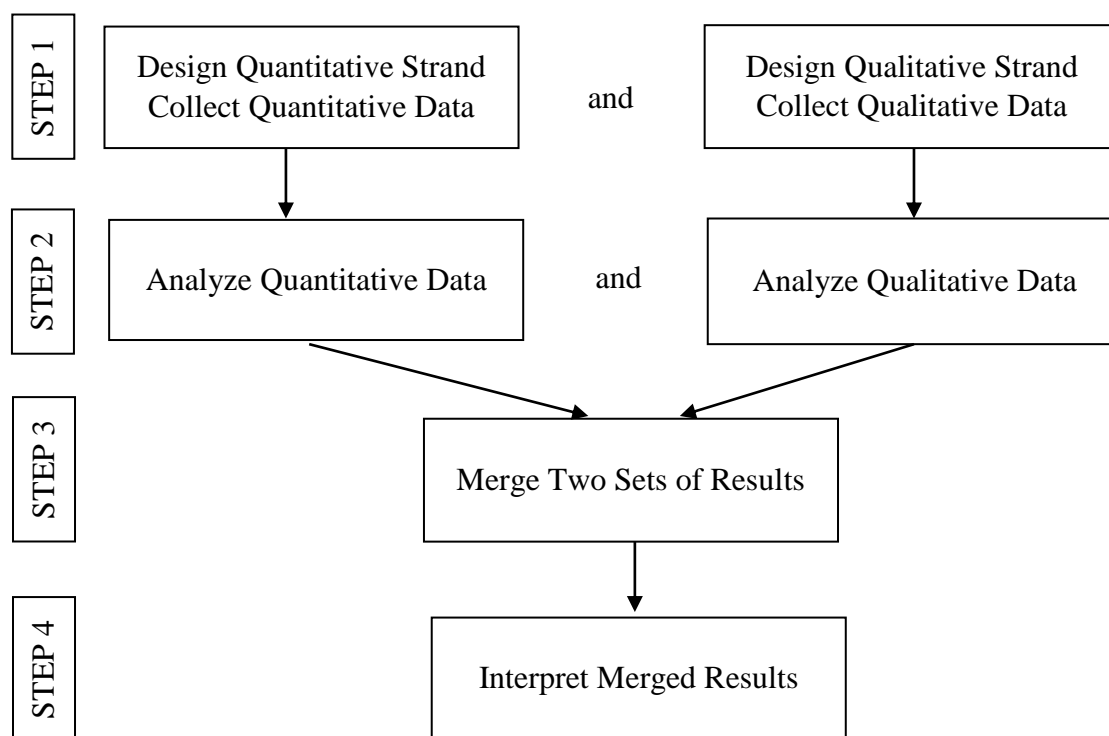 STEP 1
Design Quantitative Strand
Collect Quantitative Data
and
Design Qualitative Strand
Collect Qualitative Data
STEP 2
Analyze Quantitative Data
and
Analyze Qualitative Data
STEP 3
Merge Two Sets of Results
STEP 4
Interpret Merged Results